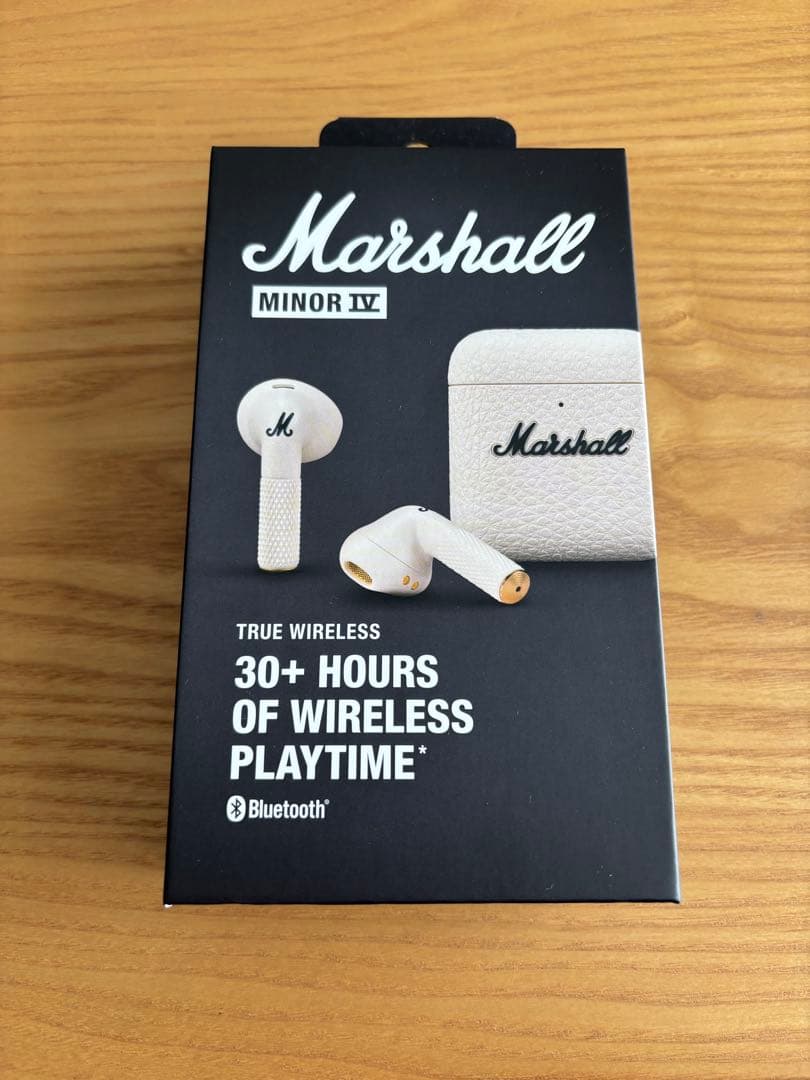 Marshall
MINOR IV
M
Marshall
TRUE WIRELESS
30+ HOURS
OF WIRELESS
PLAYTIME*
Bluetooth®